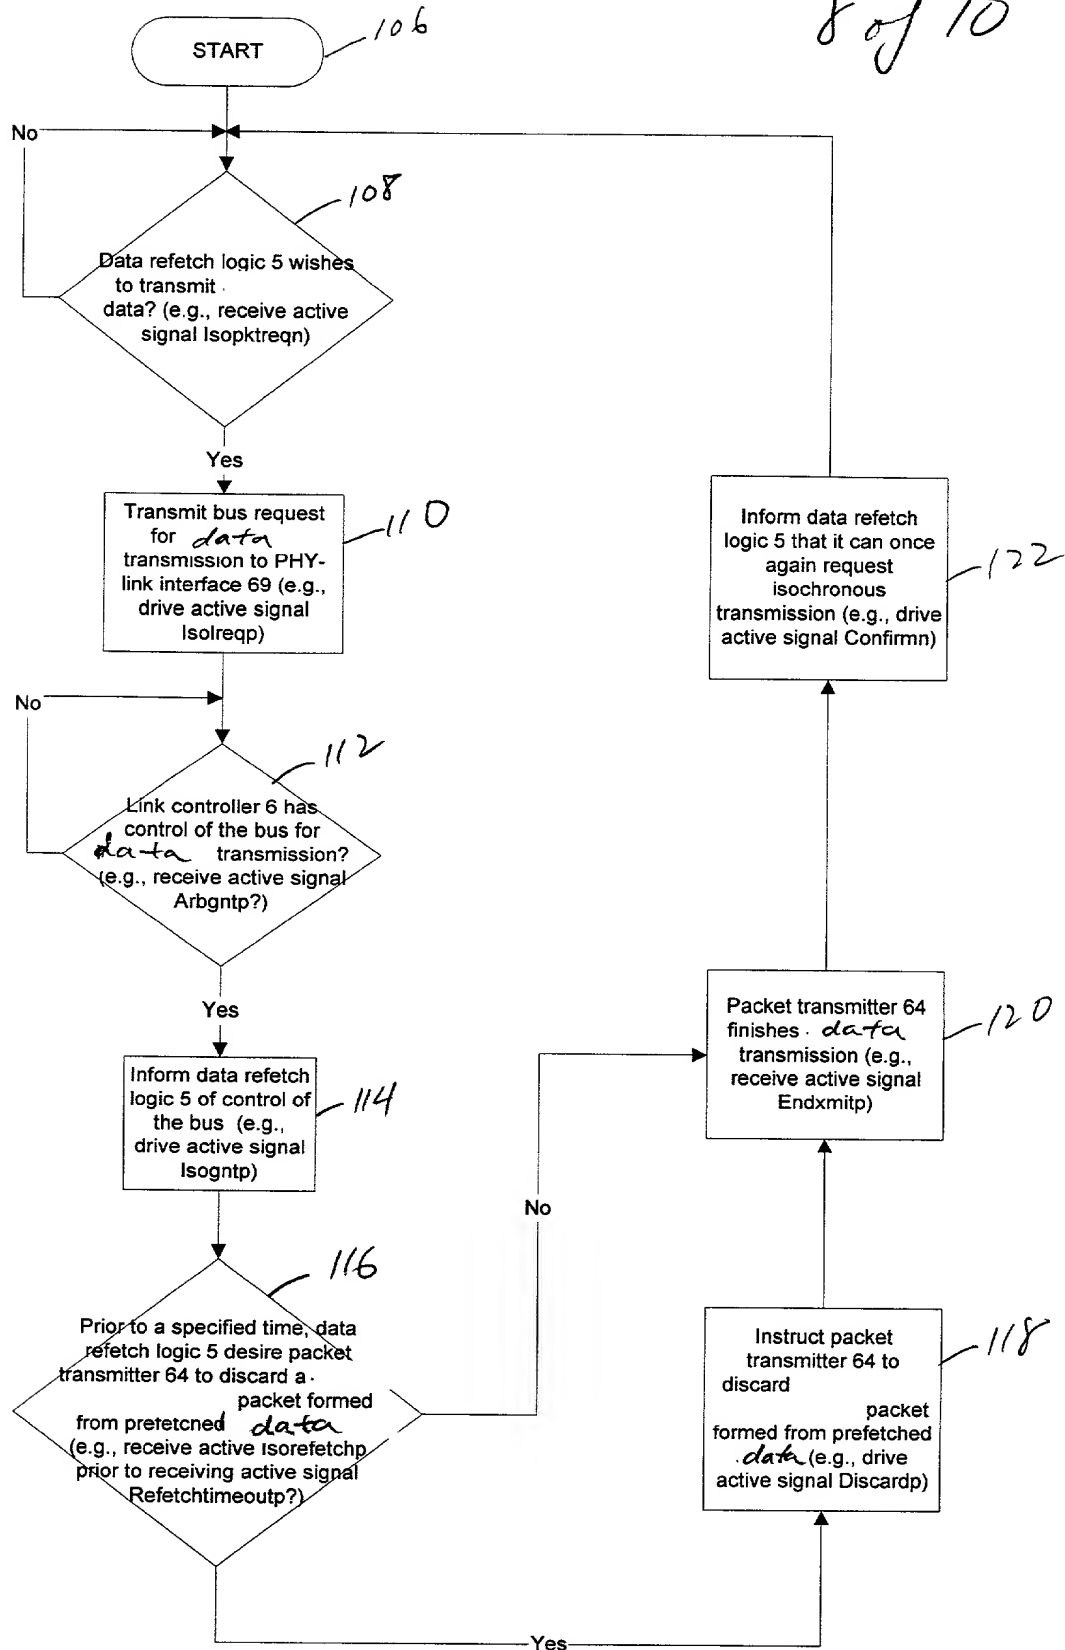 8 of 10
START
106
No
108
Data refetch logic 5 wishes
to transmit
data? (e.g., receive active
signal Isopktreqn)
Yes
Transmit bus request
for data
transmission to PHY-
link interface 69 (e.g.,
drive active signal
Isolreqp)
110
No
112
Link controller 6 has
control of the bus for
data transmission?
(e.g., receive active signal
Arbgntp?)
Yes
Inform data refetch
logic 5 of control of
the bus (e.g.,
drive active signal
Isogntp)
114
116
Prior to a specified time, data
refetch logic 5 desire packet
transmitter 64 to discard a
packet formed
from prefetched data
(e.g., receive active Isorefetchp
prior to receiving active signal
Refetchtimeoutp?)
No
Yes
Instruct packet
transmitter 64 to
discard
packet
formed from prefetched
data (e.g., drive
active signal Discardp)
118
Packet transmitter 64
finishes data
transmission (e.g.,
receive active signal
Endxmitp)
120
Inform data refetch
logic 5 that it can once
again request
isochronous
transmission (e.g., drive
active signal Confirmn)
122